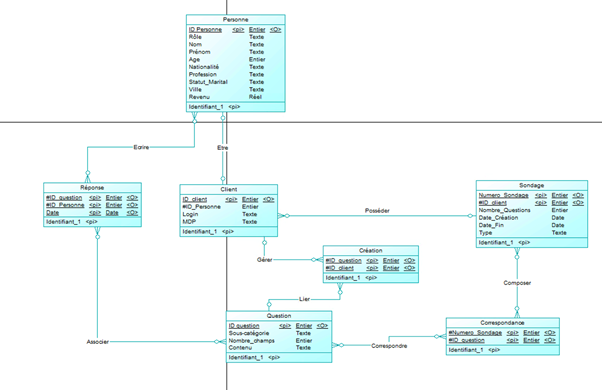 Personne
ID Personne <pi> Entier <O>
Rôle Texte
Nom Texte
Prénom Texte
Age Entier
Nationalité Texte
Profession Texte
Statut_Marital Texte
Ville Texte
Revenu Réel
Identifiant_1 <pi>
Ecrire
Etre
Réponse
#ID_question <pi> Entier <O>
#ID_Personne <pi> Entier <O>
Date <pi> Date <O>
Identifiant_1 <pi>
Client
ID_client <pi> Entier <O>
#ID_Personne Entier
Login Texte
MDP Texte
Identifiant_1 <pi>
Posséder
Sondage
Numero_Sondage <pi> Entier <O>
#ID_client <pi> Entier <O>
Nombre_Questions Entier
Date_Création Date
Date_Fin Date
Type Texte
Identifiant_1 <pi>
Gérer
Création
#ID_question <pi> Entier <O>
#ID_client <pi> Entier <O>
Identifiant_1 <pi>
Composer
Lier
Question
ID question <pi> Entier <O>
Sous-catégorie Texte
Nombre_champs Entier
Contenu Texte
Identifiant_1 <pi>
Associer
Correspondre
Correspondance
#Numero_Sondage <pi> Entier <O>
#ID_question <pi> Entier <O>
Identifiant_1 <pi>